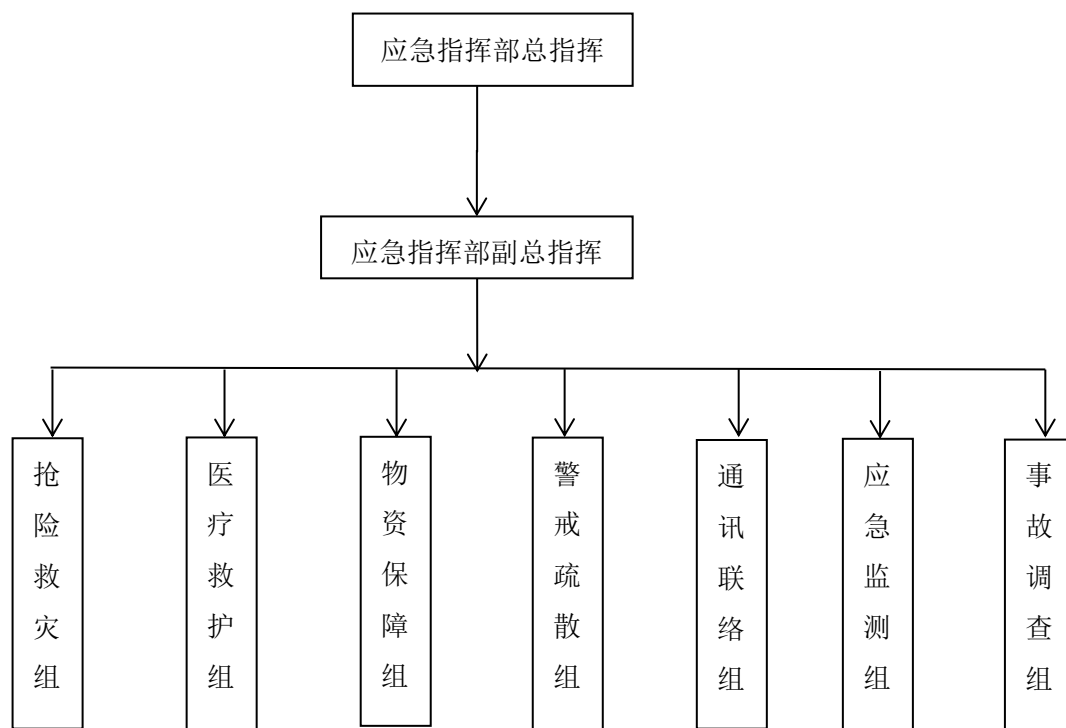 应急指挥部总指挥
应急指挥部副总指挥
抢险救灾组
医疗救护组
物资保障组
警戒疏散组
通讯联络组
应急监测组
事故调查组